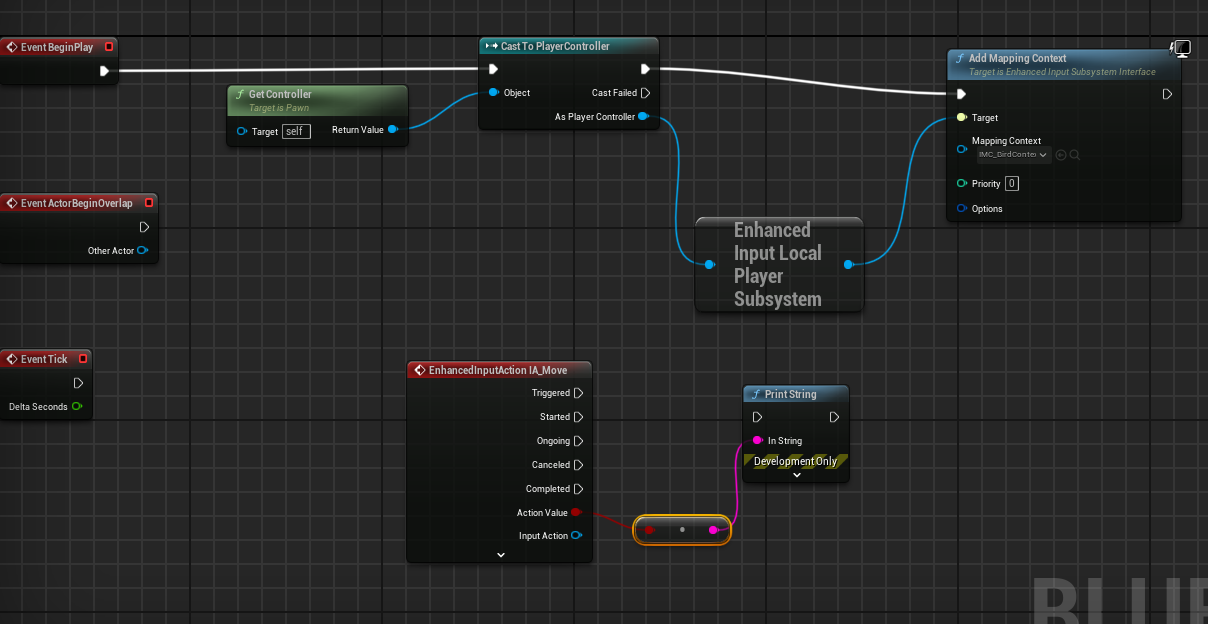 Event BeginPlay
Cast To PlayerController
Object
Cast Failed
As Player Controller
Get Controller
Target is Pawn
Target
self
Return Value
Add Mapping Context
Target is Enhanced Input Subsystem Interface
Target
Mapping Context
IMC_BirdContex
Priority
0
Options
Event ActorBeginOverlap
Other Actor
Enhanced
Input Local
Player
Subsystem
Event Tick
Delta Seconds
EnhancedInputAction IA_Move
Triggered
Started
Ongoing
Canceled
Completed
Action Value
Input Action
Print String
In String
Development Only
BLUE